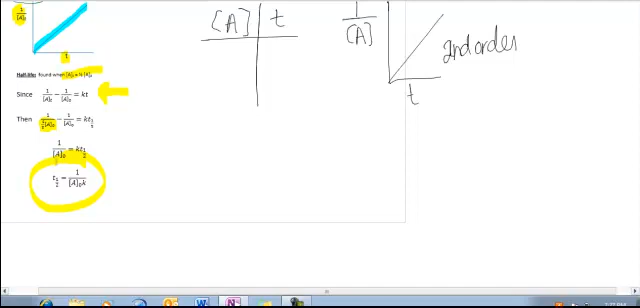 1/[A]₀
t
Half-life: found when [A]ₜ = ½ [A]₀
Since 1/[A]ₜ − 1/[A]₀ = kt
Then 1/(½[A]₀) − 1/[A]₀ = kt½
1/[A]₀ = kt½
t½ = 1/([A]₀k)
[A] t
1/[A]
2nd order
t